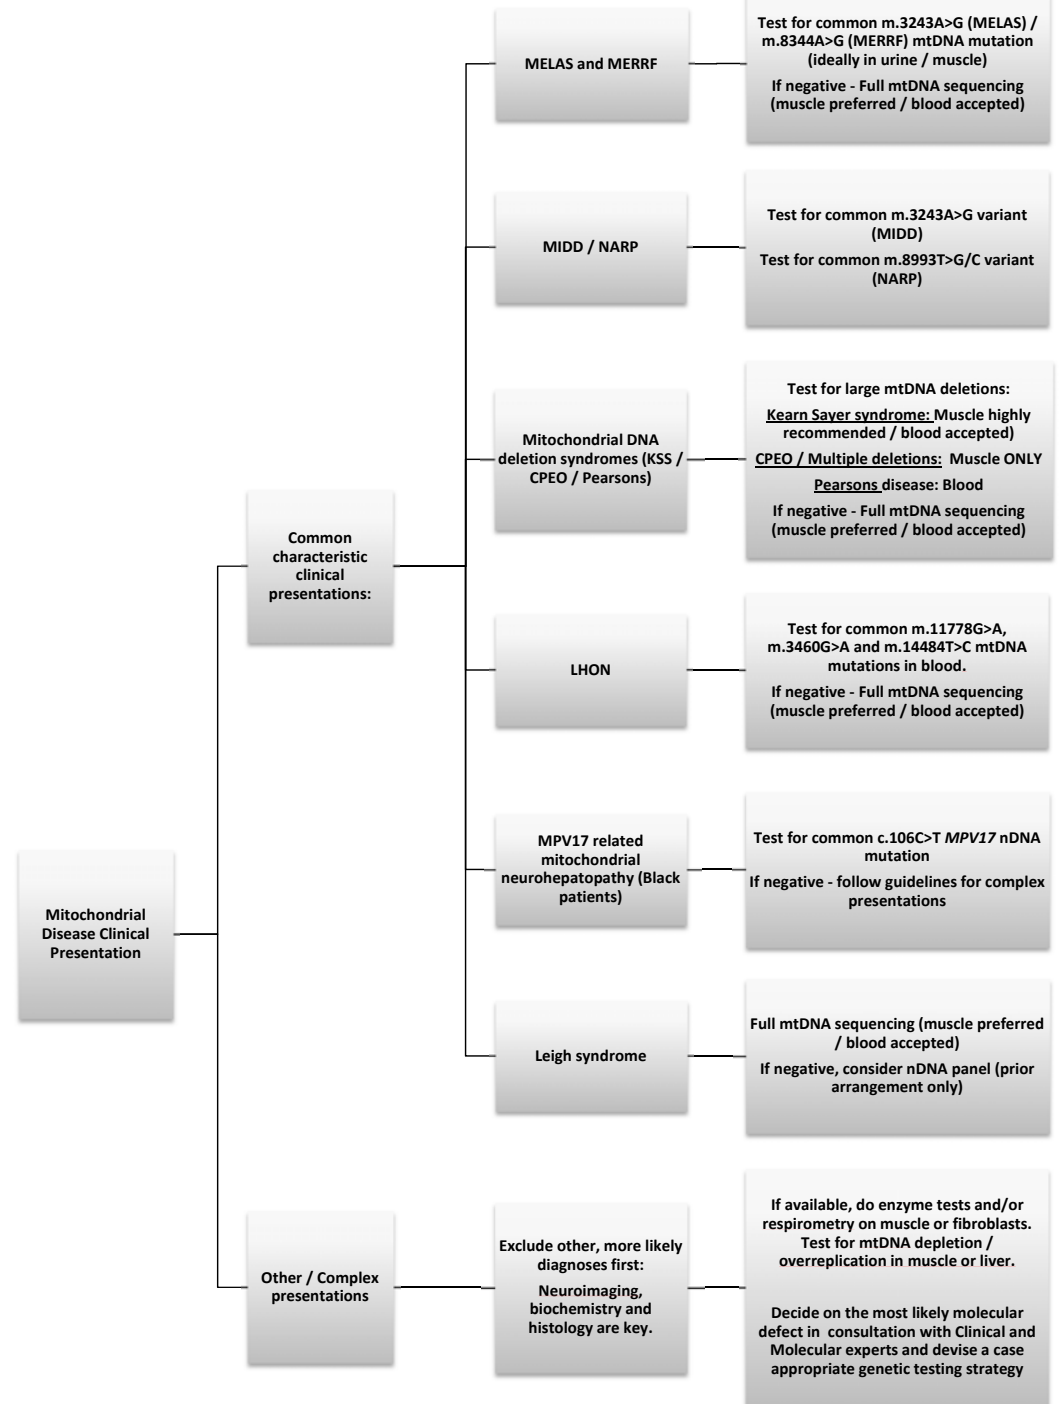 Mitochondrial
Disease Clinical
Presentation
Common
characteristic
clinical
presentations:
MELAS and MERRF
Test for common m.3243A>G (MELAS) /
m.8344A>G (MERRF) mtDNA mutation
(ideally in urine / muscle)
If negative - Full mtDNA sequencing
(muscle preferred / blood accepted)
MIDD / NARP
Test for common m.3243A>G variant
(MIDD)
Test for common m.8993T>G/C variant
(NARP)
Mitochondrial DNA
deletion syndromes (KSS /
CPEO / Pearsons)
Test for large mtDNA deletions:
Kearn Sayer syndrome: Muscle highly
recommended / blood accepted)
CPEO / Multiple deletions: Muscle ONLY
Pearsons disease: Blood
If negative - Full mtDNA sequencing
(muscle preferred / blood accepted)
LHON
Test for common m.11778G>A,
m.3460G>A and m.14484T>C mtDNA
mutations in blood.
If negative - Full mtDNA sequencing
(muscle preferred / blood accepted)
MPV17 related
mitochondrial
neurohepatopathy (Black
patients)
Test for common c.106C>T MPV17 nDNA
mutation
If negative - follow guidelines for complex
presentations
Leigh syndrome
Full mtDNA sequencing (muscle preferred
/ blood accepted)
If negative, consider nDNA panel (prior
arrangement only)
Other / Complex
presentations
Exclude other, more likely
diagnoses first:
Neuroimaging,
biochemistry and
histology are key.
If available, do enzyme tests and/or
respirometry on muscle or fibroblasts.
Test for mtDNA depletion /
overreplication in muscle or liver.
Decide on the most likely molecular
defect in consultation with Clinical and
Molecular experts and devise a case
appropriate genetic testing strategy